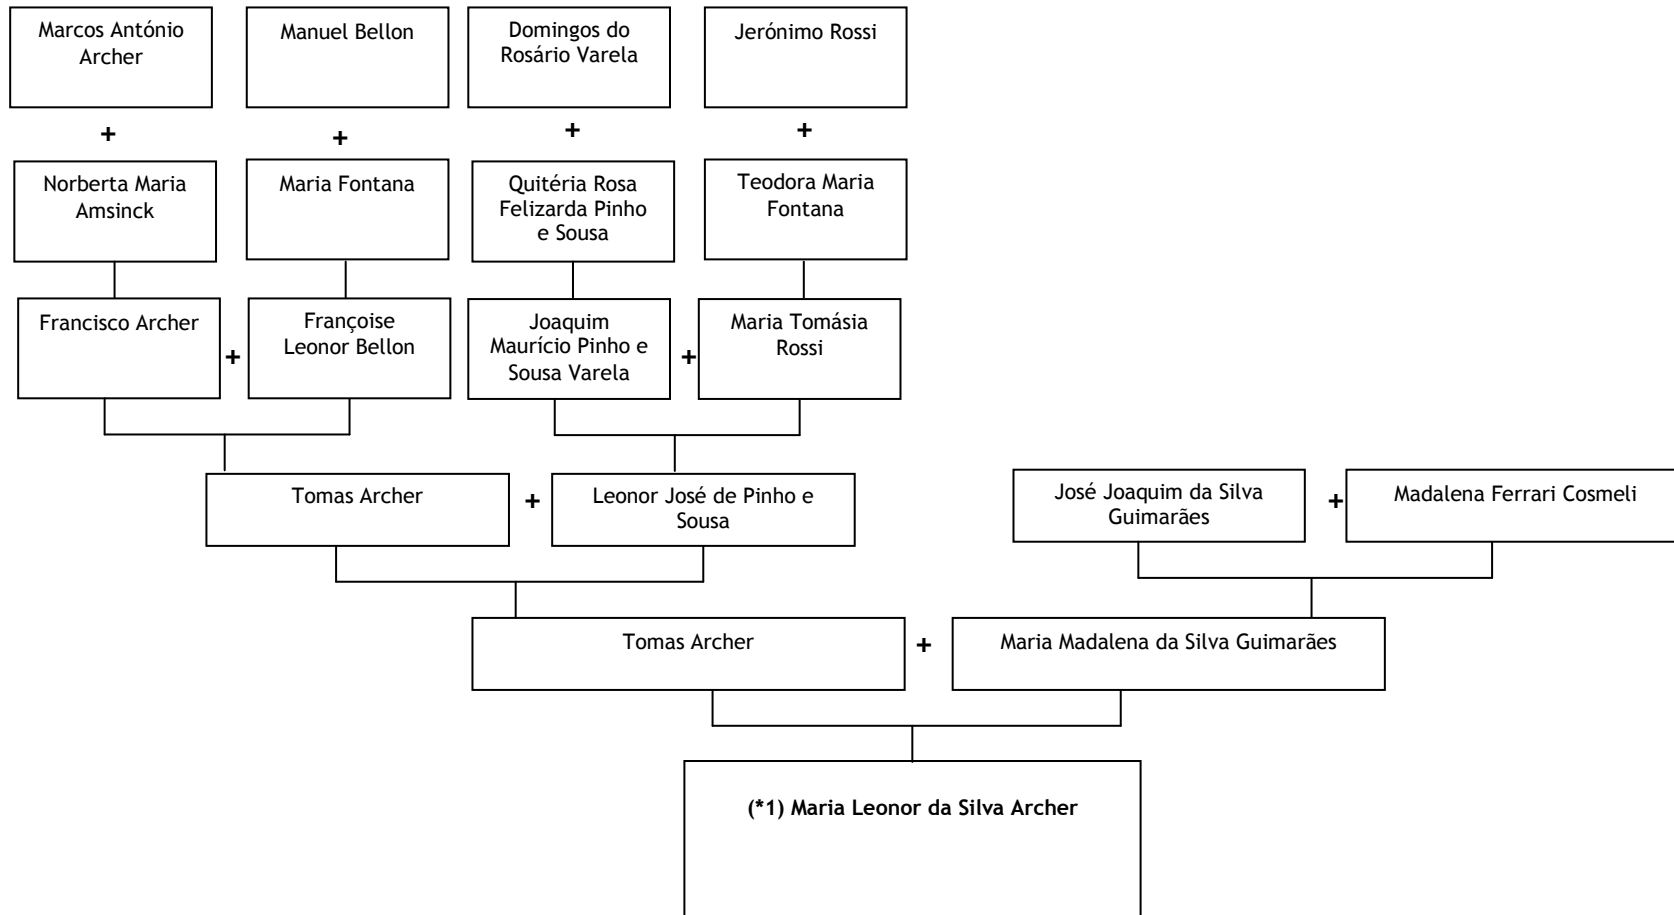 Marcos António
Archer
Manuel Bellon
Domingos do
Rosário Varela
Jerónimo Rossi
+
+
+
+
Norberta Maria
Amsinck
Maria Fontana
Quitéria Rosa
Felizarda Pinho
e Sousa
Teodora Maria
Fontana
Francisco Archer
+
Françoise
Leonor Bellon
Joaquim
Maurício Pinho e
Sousa Varela
+
Maria Tomásia
Rossi
Tomas Archer
+
Leonor José de Pinho e
Sousa
José Joaquim da Silva
Guimarães
+
Madalena Ferrari Cosmeli
Tomas Archer
+
Maria Madalena da Silva Guimarães
(*1) Maria Leonor da Silva Archer